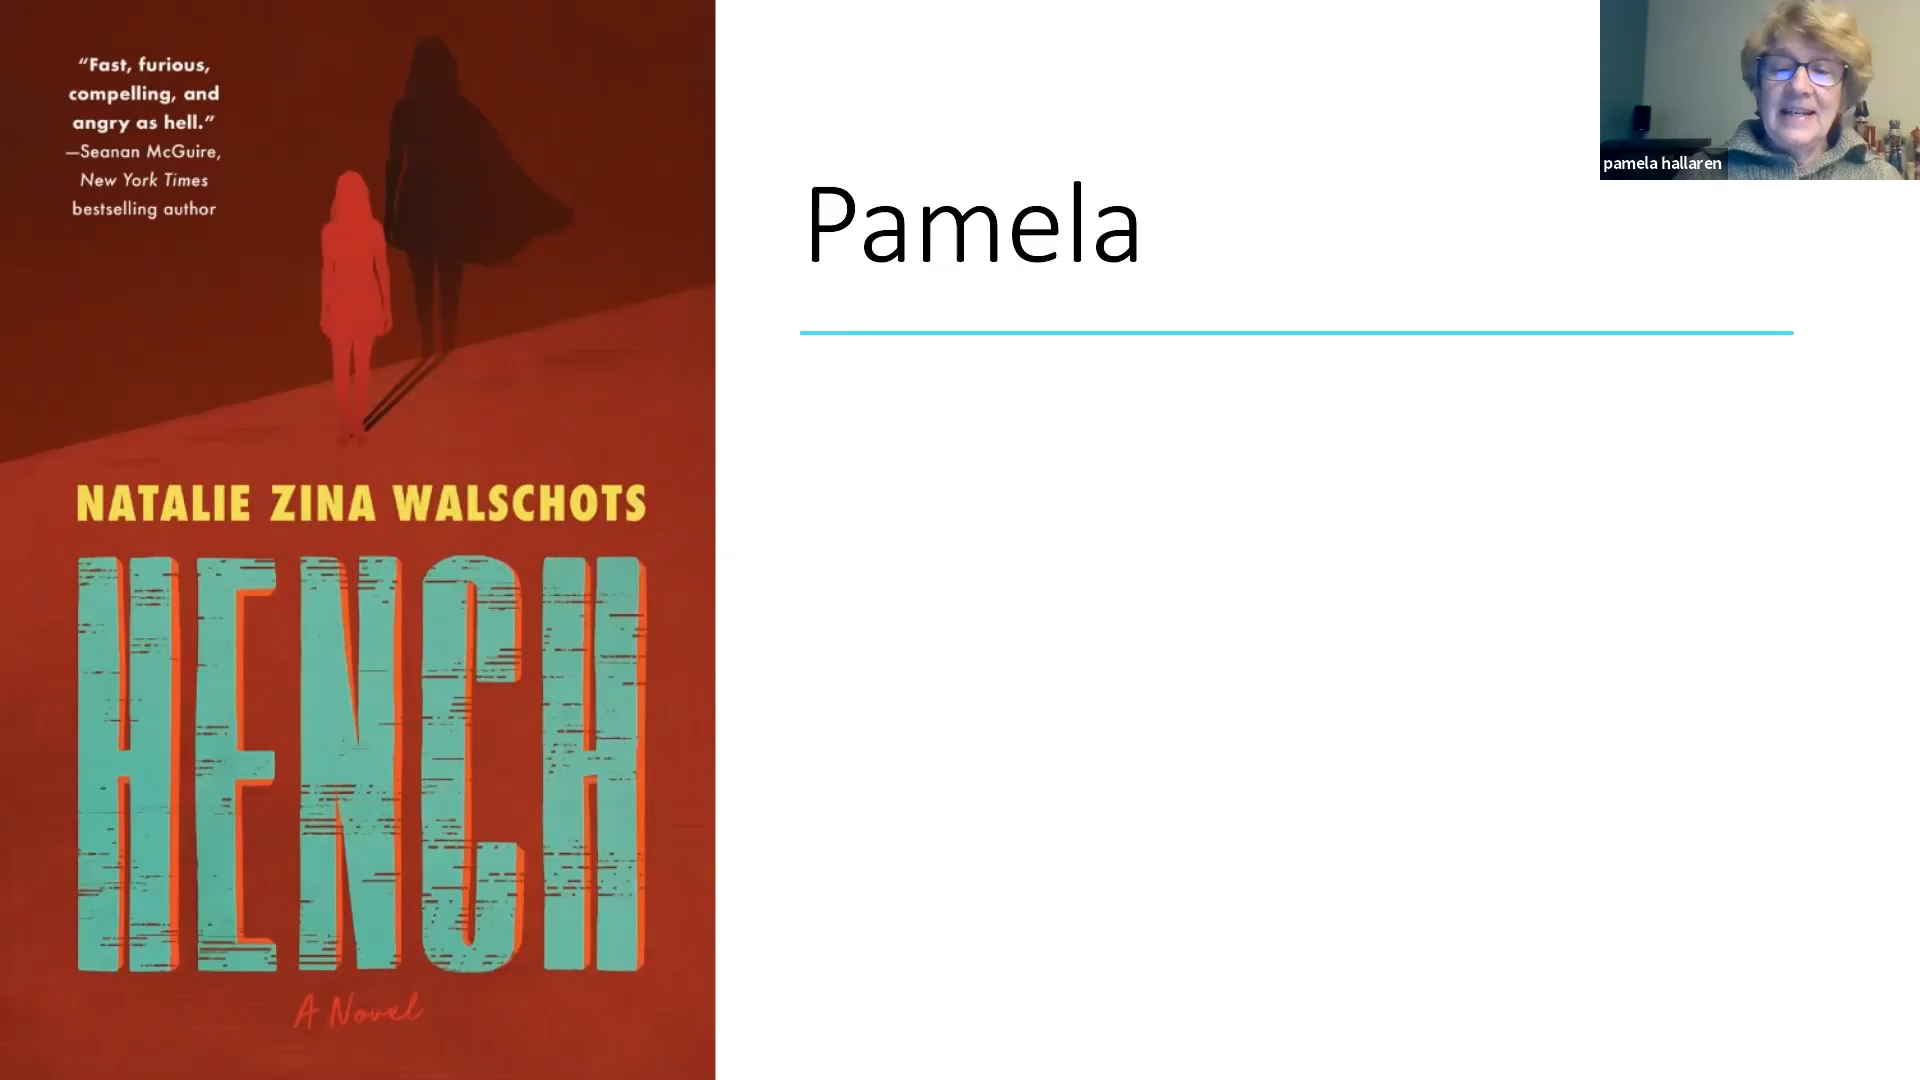 “Fast, furious,
compelling, and
angry as hell.”
—Seanan McGuire,
New York Times
bestselling author
NATALIE ZINA WALSCHOTS
HENCH
A Novel
Pamela
pamela hallaren